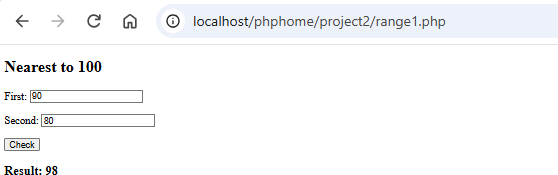 localhost/phphome/project2/range1.php
Nearest to 100
First: 90
Second: 80
Check
Result: 98